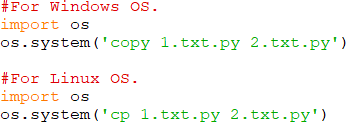 #For Windows OS.
import os
os.system('copy 1.txt.py 2.txt.py')
#For Linux OS.
import os
os.system('cp 1.txt.py 2.txt.py')